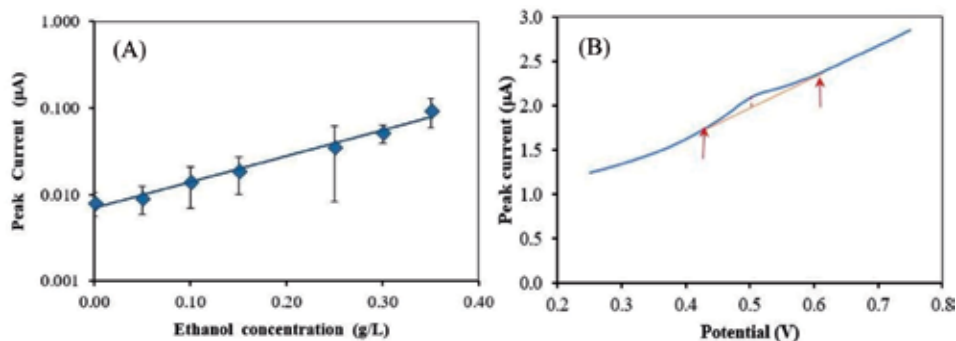 (A)
Peak Current (µA)
1.000
0.100
0.010
0.001
0.00 0.10 0.20 0.30 0.40
Ethanol concentration (g/L)
(B)
Peak current (µA)
3.0
2.5
2.0
1.5
1.0
0.5
0.0
0.2 0.3 0.4 0.5 0.6 0.7 0.8
Potential (V)